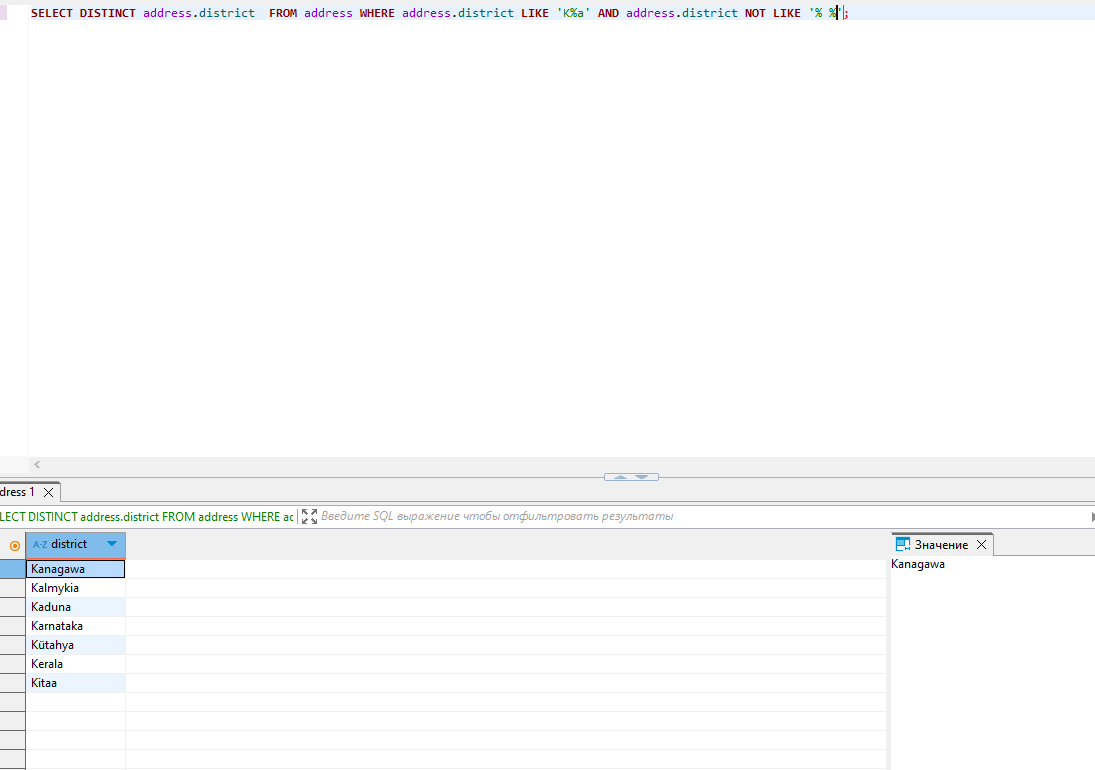 SELECT DISTINCT address.district  FROM address WHERE address.district LIKE 'K%a' AND address.district NOT LIKE '% %';
dress 1
LECT DISTINCT address.district FROM address WHERE ac
Введите SQL выражение чтобы отфильтровать результаты
A-Z district
Значение
Kanagawa
Kanagawa
Kalmykia
Kaduna
Karnataka
Kütahya
Kerala
Kitaa